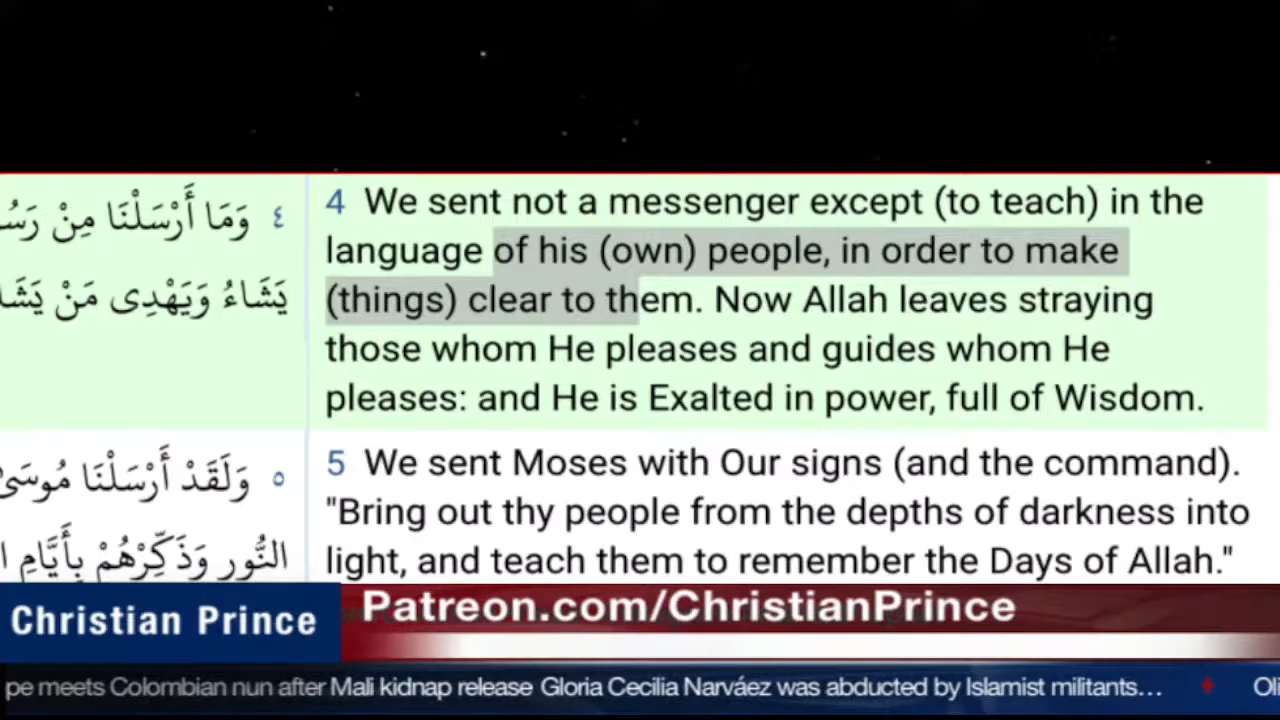 4 We sent not a messenger except (to teach) in the
language of his (own) people, in order to make
(things) clear to them. Now Allah leaves straying
those whom He pleases and guides whom He
pleases: and He is Exalted in power, full of Wisdom.
٤ وَمَا أَرْسَلْنَا مِنْ
يَشَاءُ وَيَهْدِى مَنْ
5 We sent Moses with Our signs (and the command).
"Bring out thy people from the depths of darkness into
light, and teach them to remember the Days of Allah."
٥ وَلَقَدْ أَرْسَلْنَا
النُّورِ وَذَكِّرْهُمْ بِأَيَّامِ
Christian Prince
Patreon.com/ChristianPrince
meets Colombian nun after Mali kidnap release Gloria Cecilia Narváez was abducted by Islamist militants...